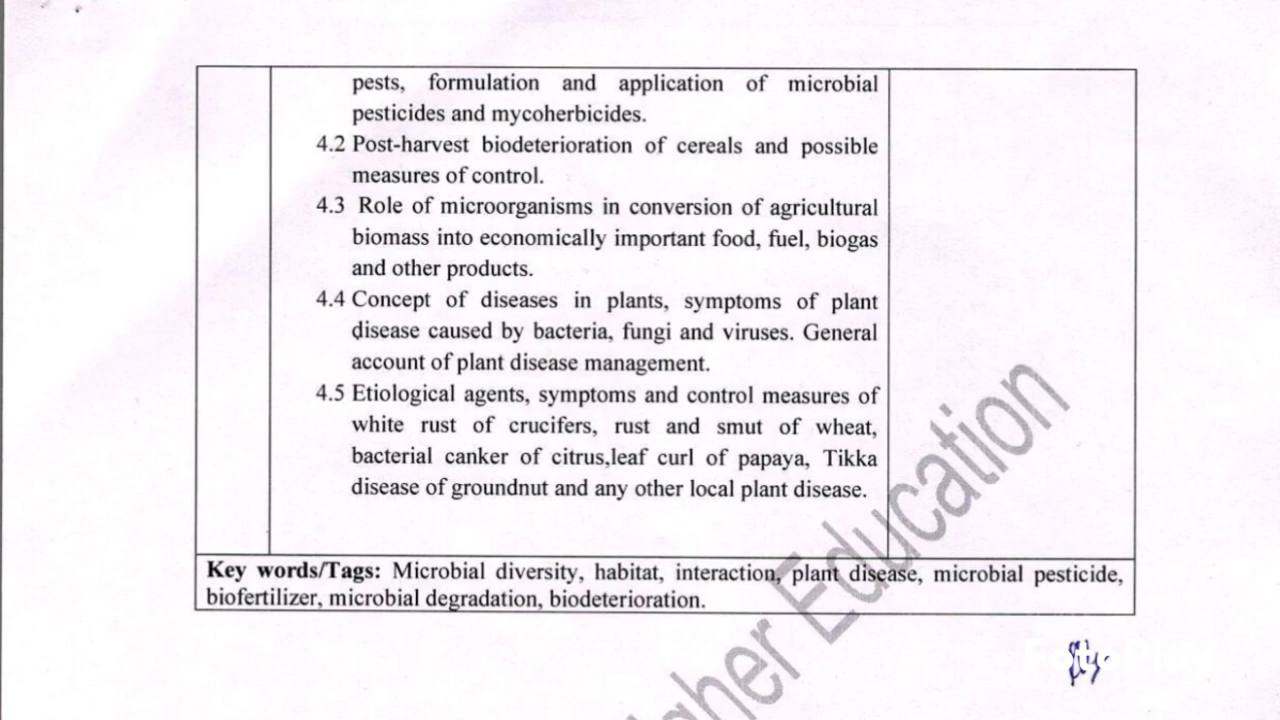 pests, formulation and application of microbial
pesticides and mycoherbicides.
4.2 Post-harvest biodeterioration of cereals and possible
measures of control.
4.3 Role of microorganisms in conversion of agricultural
biomass into economically important food, fuel, biogas
and other products.
4.4 Concept of diseases in plants, symptoms of plant
disease caused by bacteria, fungi and viruses. General
account of plant disease management.
4.5 Etiological agents, symptoms and control measures of
white rust of crucifers, rust and smut of wheat,
bacterial canker of citrus,leaf curl of papaya, Tikka
disease of groundnut and any other local plant disease.
Key words/Tags: Microbial diversity, habitat, interaction, plant disease, microbial pesticide,
biofertilizer, microbial degradation, biodeterioration.
Education